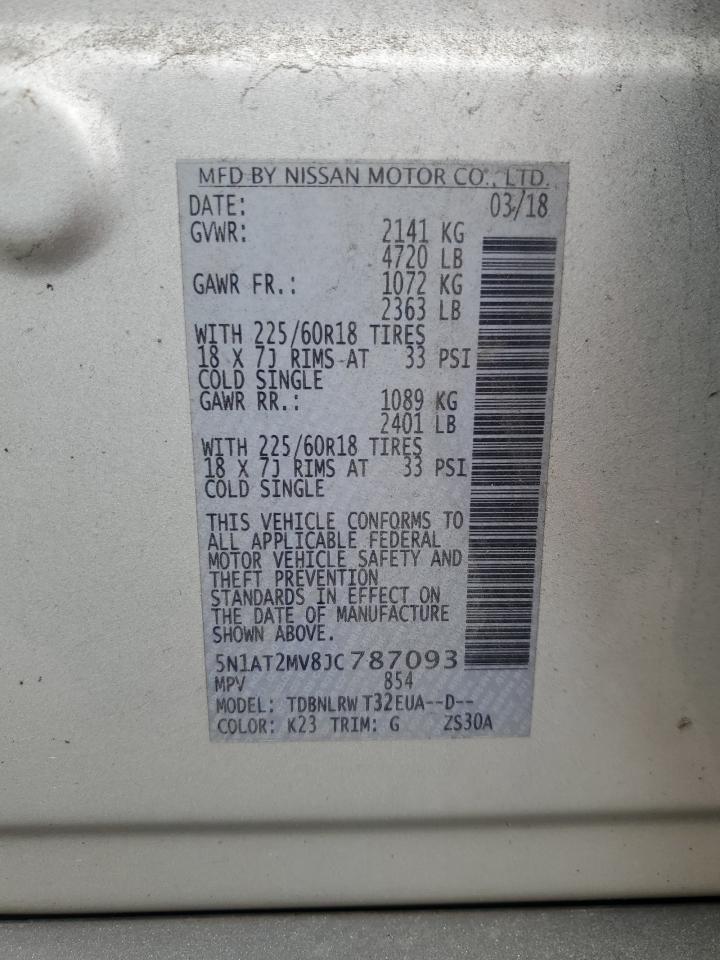 MFD BY NISSAN MOTOR CO., LTD.
DATE: 03/18
GVWR: 2141 KG
4720 LB
GAWR FR.: 1072 KG
2363 LB
WITH 225/60R18 TIRES
18 X 7J RIMS AT 33 PSI
COLD SINGLE
GAWR RR.: 1089 KG
2401 LB
WITH 225/60R18 TIRES
18 X 7J RIMS AT 33 PSI
COLD SINGLE
THIS VEHICLE CONFORMS TO
ALL APPLICABLE FEDERAL
MOTOR VEHICLE SAFETY AND
THEFT PREVENTION
STANDARDS IN EFFECT ON
THE DATE OF MANUFACTURE
SHOWN ABOVE.
5N1AT2MV8JC787093
MPV 854
MODEL: TDBNLRW T32EUA--D--
COLOR: K23 TRIM: G ZS30A